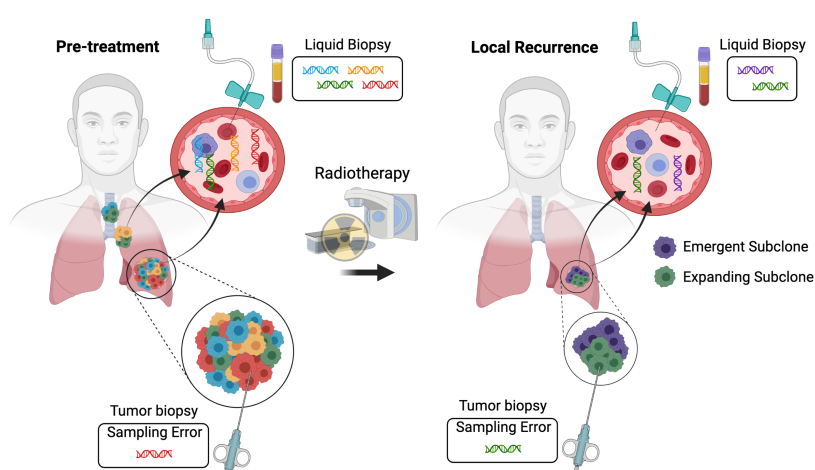 Pre-treatment
Liquid Biopsy
Radiotherapy
Tumor biopsy
Sampling Error
Local Recurrence
Liquid Biopsy
Emergent Subclone
Expanding Subclone
Tumor biopsy
Sampling Error